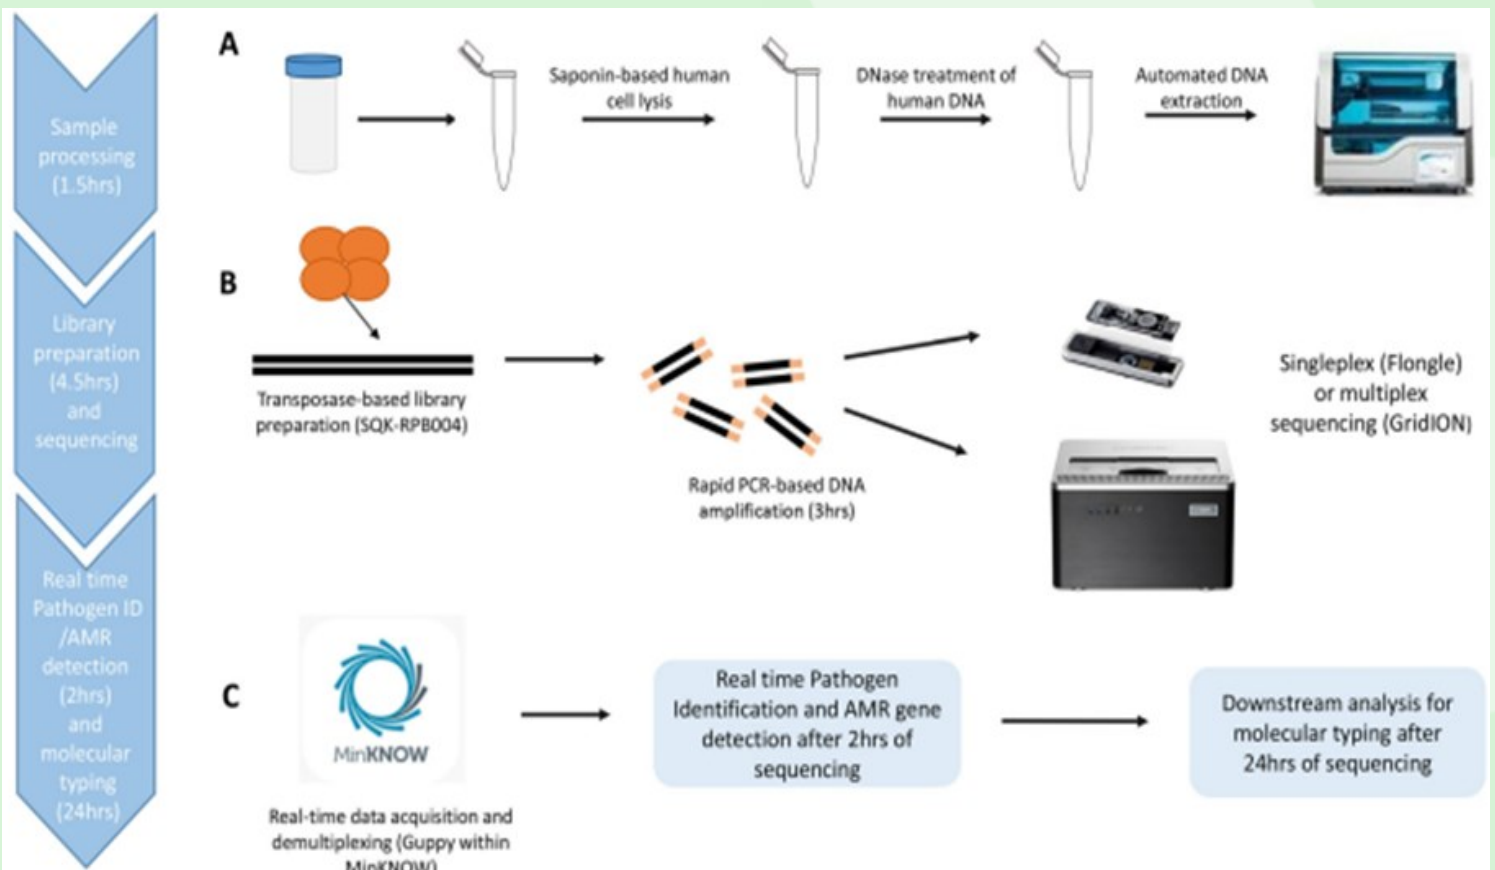 Sample
processing
(1.5hrs)
Library
preparation
(4.5hrs)
and
sequencing
Real time
Pathogen ID
/AMR
detection
(2hrs)
and
molecular
typing
(24hrs)
A
Saponin-based human
cell lysis
DNase treatment of
human DNA
Automated DNA
extraction
B
Transposase-based library
preparation (SQK-RPB004)
Rapid PCR-based DNA
amplification (3hrs)
Singleplex (Flongle)
or multiplex
sequencing (GridION)
C
MinKNOW
Real-time data acquisition and
demultiplexing (Guppy within
MinKNOW)
Real time Pathogen
Identification and AMR gene
detection after 2hrs of
sequencing
Downstream analysis for
molecular typing after
24hrs of sequencing